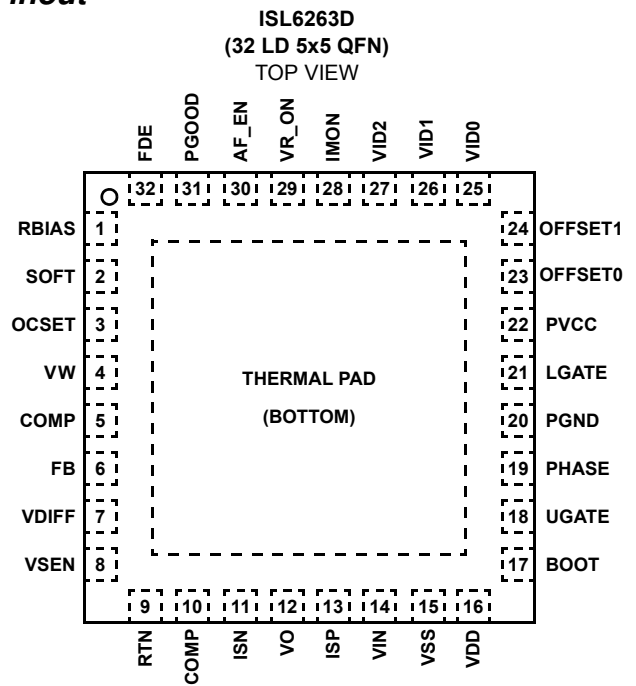 inout
ISL6263D
(32 LD 5x5 QFN)
TOP VIEW
FDE
PGOOD
AF_EN
VR_ON
IMON
VID2
VID1
VID0
32 31 30 29 28 27 26 25
RBIAS 1
SOFT 2
OCSET 3
VW 4
COMP 5
FB 6
VDIFF 7
VSEN 8
THERMAL PAD
(BOTTOM)
24 OFFSET1
23 OFFSET0
22 PVCC
21 LGATE
20 PGND
19 PHASE
18 UGATE
17 BOOT
9 10 11 12 13 14 15 16
RTN
COMP
ISN
VO
ISP
VIN
VSS
VDD